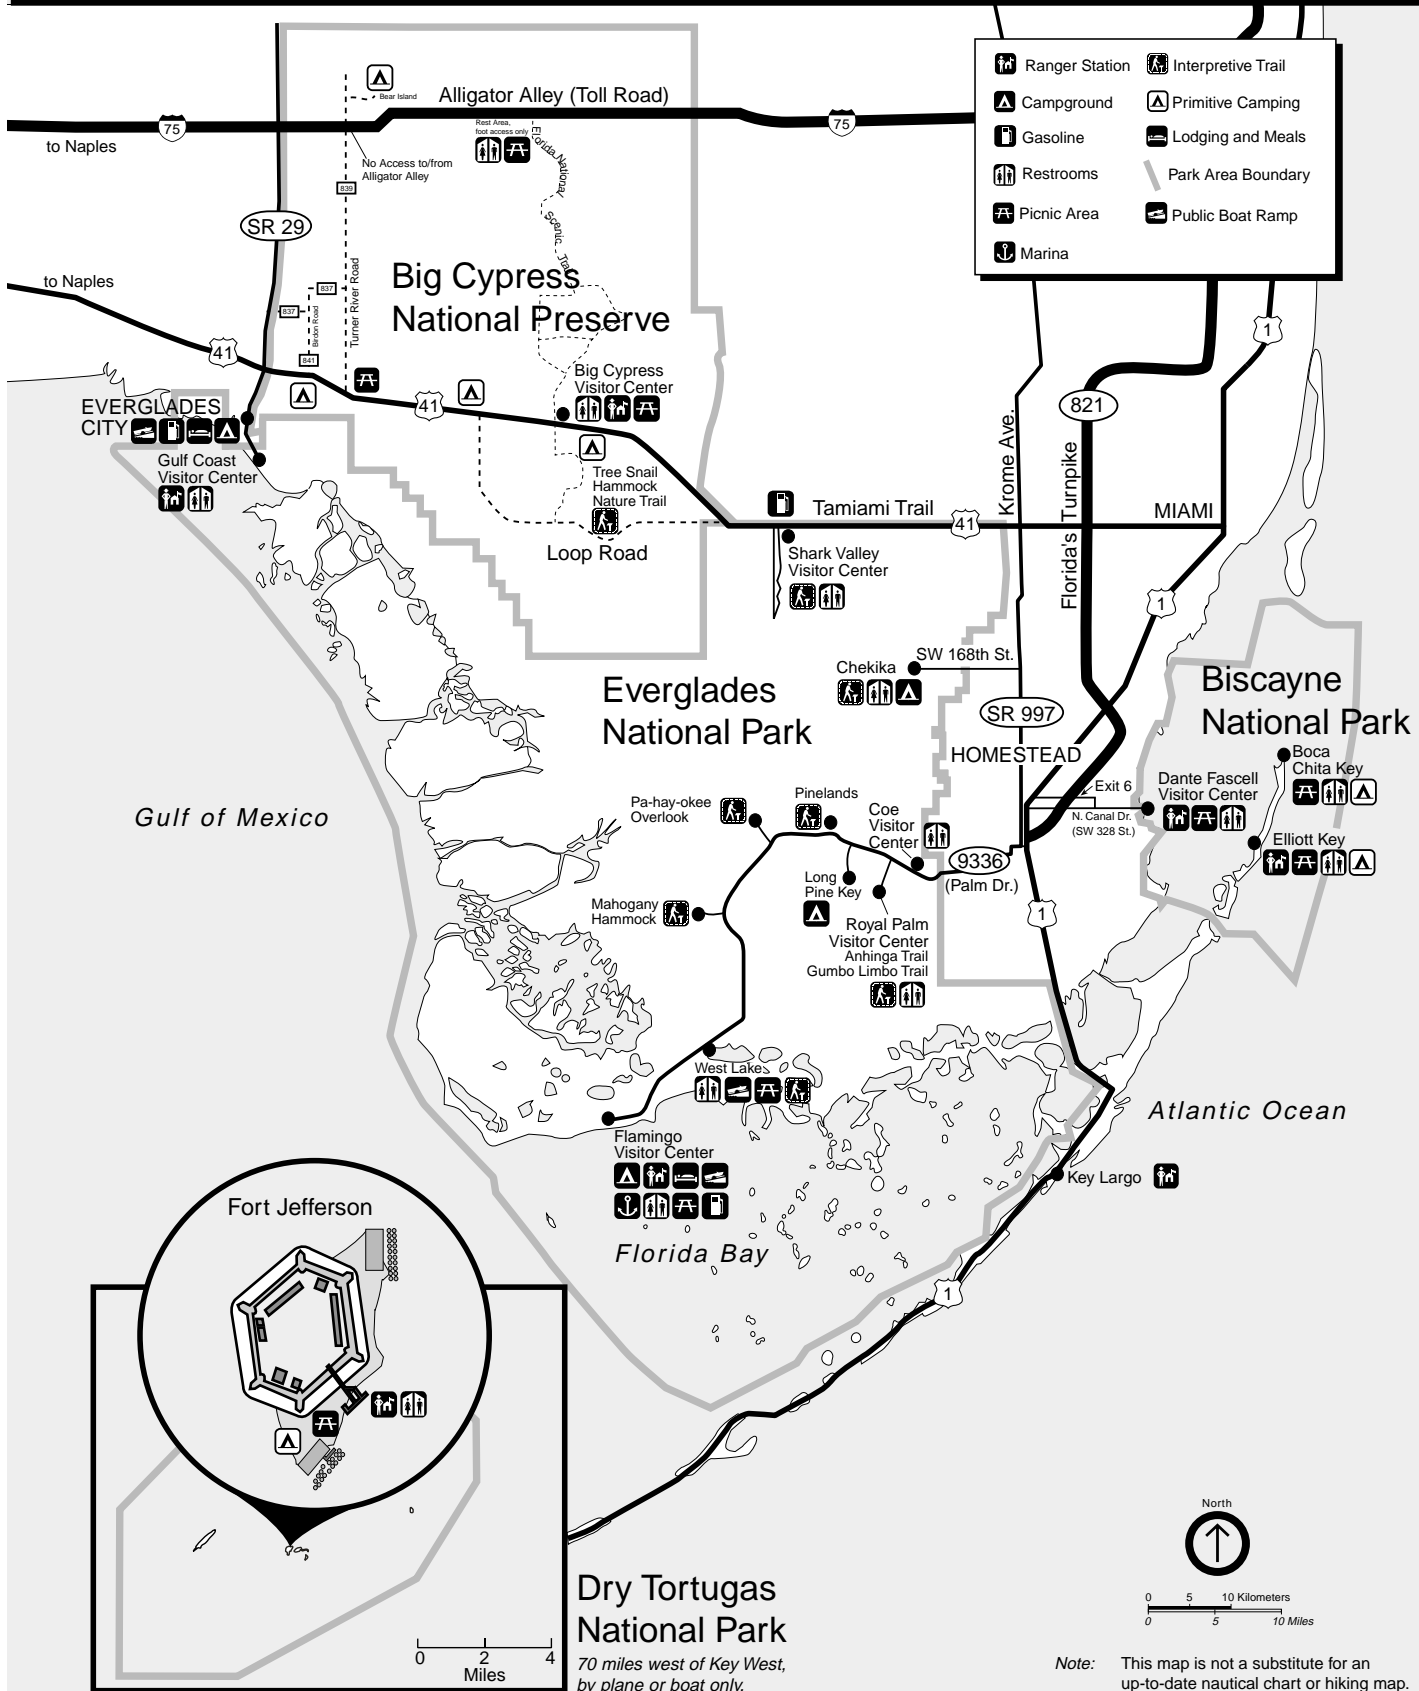 Ranger Station
Interpretive Trail
Campground
Primitive Camping
Gasoline
Lodging and Meals
Restrooms
Park Area Boundary
Picnic Area
Public Boat Ramp
Marina
Bear Island
Alligator Alley (Toll Road)
75
75
to Naples
Rest Area,
foot access only
No Access to/from
Alligator Alley
Florida National Scenic Trail
839
SR 29
to Naples
Big Cypress
National Preserve
837
837
Turner River Road
Birdon Road
841
41
1
Big Cypress
Visitor Center
41
821
EVERGLADES
CITY
Gulf Coast
Visitor Center
Tree Snail
Hammock
Nature Trail
Loop Road
Krome Ave.
Florida's Turnpike
Tamiami Trail
41
MIAMI
Shark Valley
Visitor Center
1
SW 168th St.
Chekika
Everglades
National Park
Biscayne
National Park
SR 997
HOMESTEAD
Boca
Chita Key
Dante Fascell
Visitor Center
Exit 6
N. Canal Dr.
(SW 328 St.)
Elliott Key
Gulf of Mexico
Pa-hay-okee
Overlook
Pinelands
Coe
Visitor
Center
9336
(Palm Dr.)
Long
Pine Key
Mahogany
Hammock
Royal Palm
Visitor Center
Anhinga Trail
Gumbo Limbo Trail
1
West Lake
Atlantic Ocean
Flamingo
Visitor Center
Key Largo
Florida Bay
1
Fort Jefferson
North
0 5 10 Kilometers
0 5 10 Miles
Dry Tortugas
National Park
70 miles west of Key West,
by plane or boat only.
0 2 4
Miles
Note: This map is not a substitute for an
up-to-date nautical chart or hiking map.